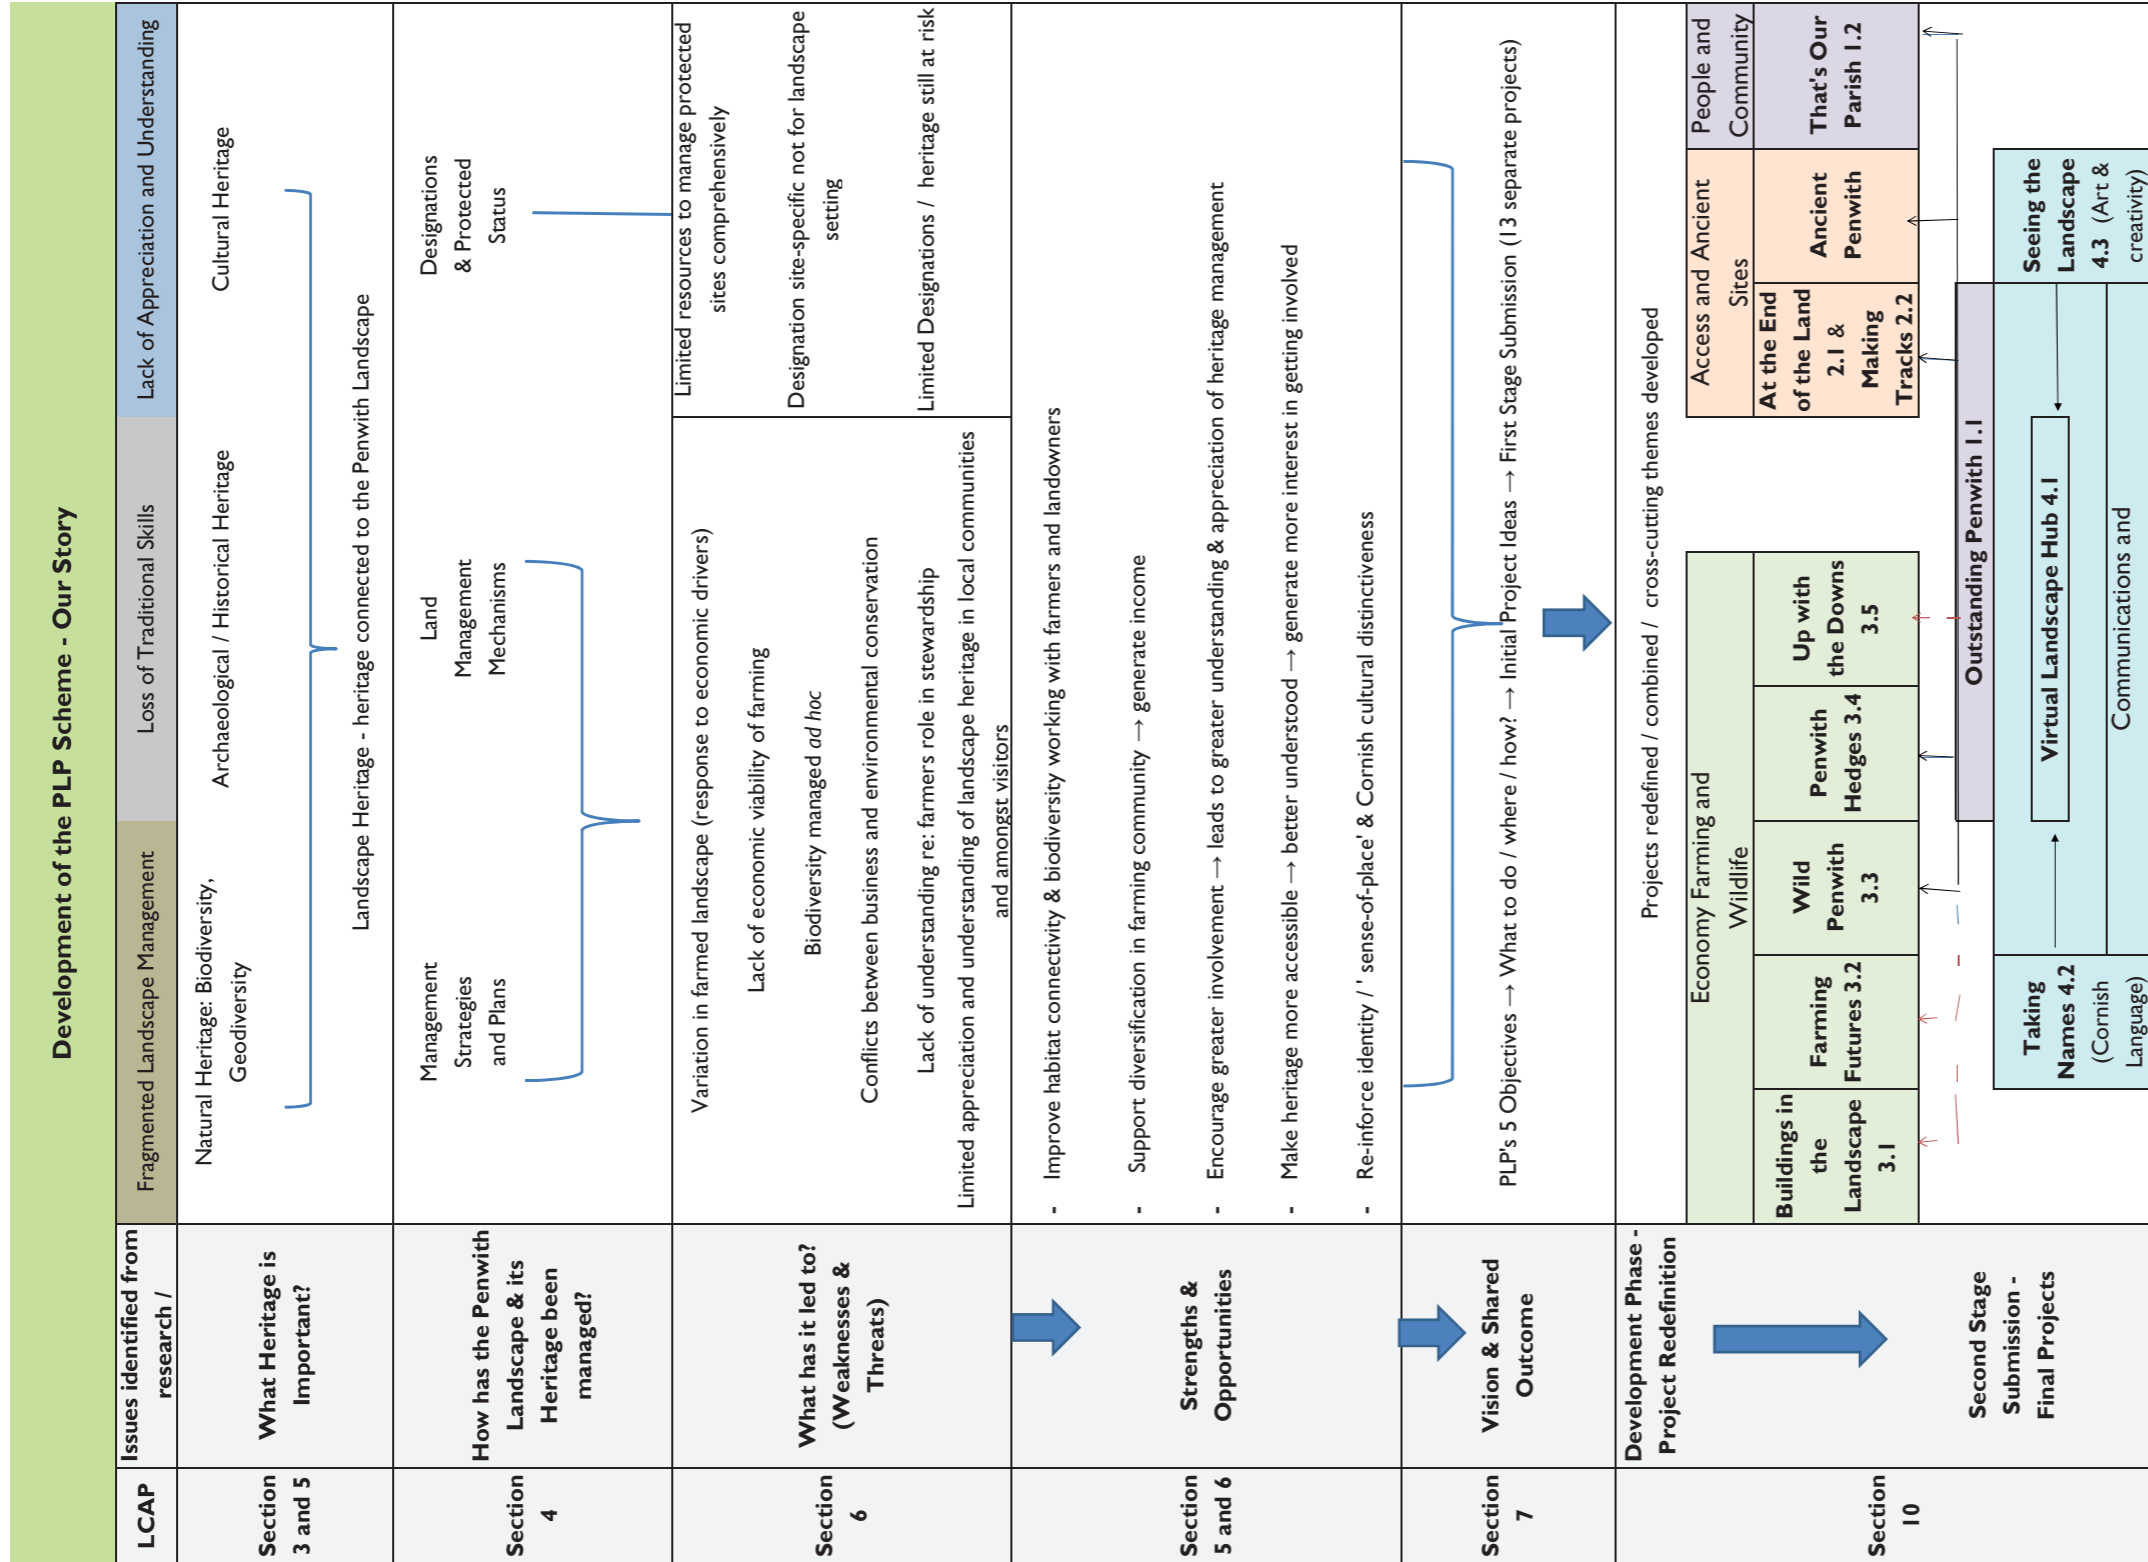 Development of the PLP Scheme - Our Story
LCAP
Issues identified from
research /
Fragmented Landscape Management
Loss of Traditional Skills
Lack of Appreciation and Understanding
Section
3 and 5
What Heritage is
Important?
Natural Heritage: Biodiversity,
Geodiversity
Archaeological / Historical Heritage
Cultural Heritage
Landscape Heritage - heritage connected to the Penwith Landscape
Section
4
How has the Penwith
Landscape & its
Heritage been
managed?
Management
Strategies
and Plans
Land
Management
Mechanisms
Designations
& Protected
Status
Section
6
What has it led to?
(Weaknesses &
Threats)
Variation in farmed landscape (response to economic drivers)
Lack of economic viability of farming
Biodiversity managed ad hoc
Conflicts between business and environmental conservation
Lack of understanding re: farmers role in stewardship
Limited appreciation and understanding of landscape heritage in local communities
and amongst visitors
Limited resources to manage protected
sites comprehensively
Designation site-specific not for landscape
setting
Limited Designations / heritage still at risk
Section
5 and 6
Strengths &
Opportunities
- Improve habitat connectivity & biodiversity working with farmers and landowners
- Support diversification in farming community → generate income
- Encourage greater involvement → leads to greater understanding & appreciation of heritage management
- Make heritage more accessible → better understood → generate more interest in geting involved
- Re-inforce identity / ' sense-of-place' & Cornish cultural distinctiveness
Section
7
Vision & Shared
Outcome
PLP's 5 Objectives → What to do / where / how? → Initial Project Ideas → First Stage Submission (13 separate projects)
Section
10
Development Phase -
Project Redefinition
Second Stage
Submission -
Final Projects
Projects redefined / combined / cross-cutting themes developed
Economy Farming and
Wildlife
Access and Ancient
Sites
People and
Community
Buildings in
the
Landscape
3.1
Farming
Futures 3.2
Wild
Penwith
3.3
Penwith
Hedges 3.4
Up with
the Downs
3.5
At the End
of the Land
2.1 &
Making
Tracks 2.2
Ancient
Penwith
That's Our
Parish 1.2
Outstanding Penwith 1.1
Taking
Names 4.2
(Cornish
Language)
Virtual Landscape Hub 4.1
Seeing the
Landscape
4.3 (Art &
creativity)
Communications and